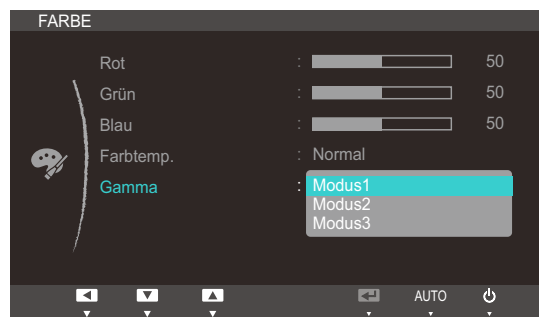 FARBE
Rot : 50
Grün : 50
Blau : 50
Farbtemp. : Normal
Gamma : Modus1
Modus2
Modus3
AUTO